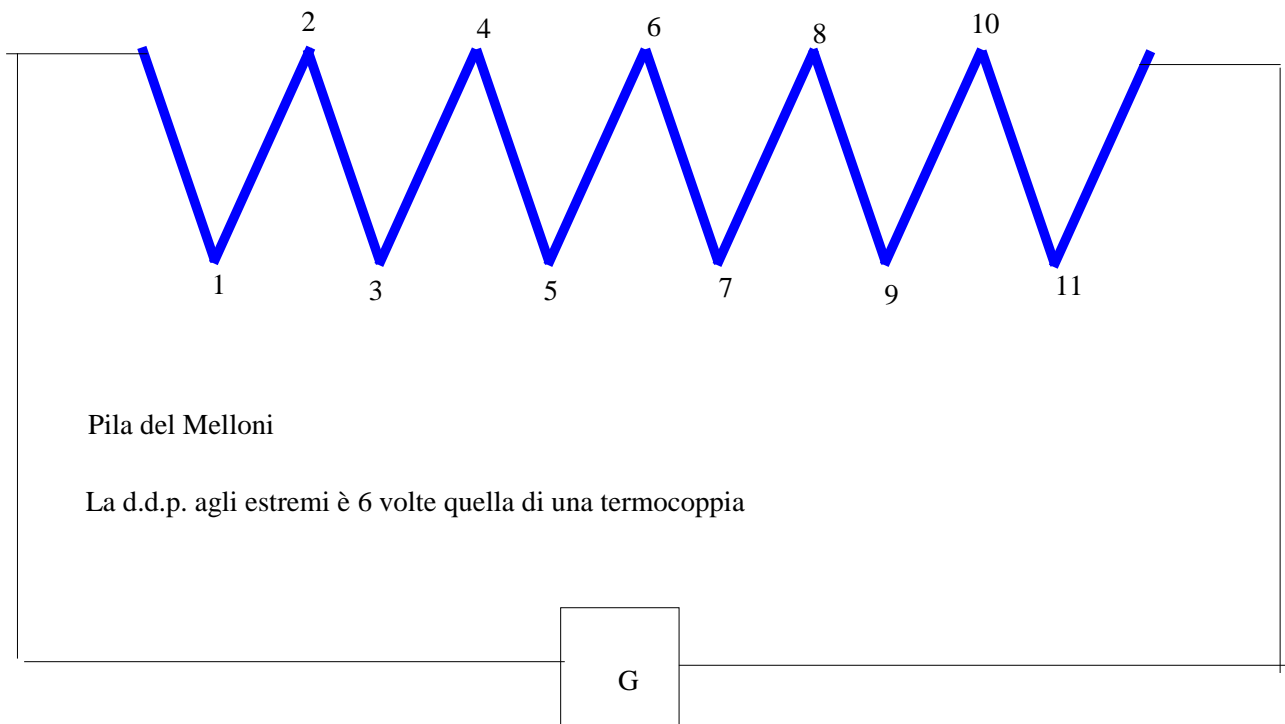 2 4 6 8 10
1 3 5 7 9 11
Pila del Melloni
La d.d.p. agli estremi è 6 volte quella di una termocoppia
G